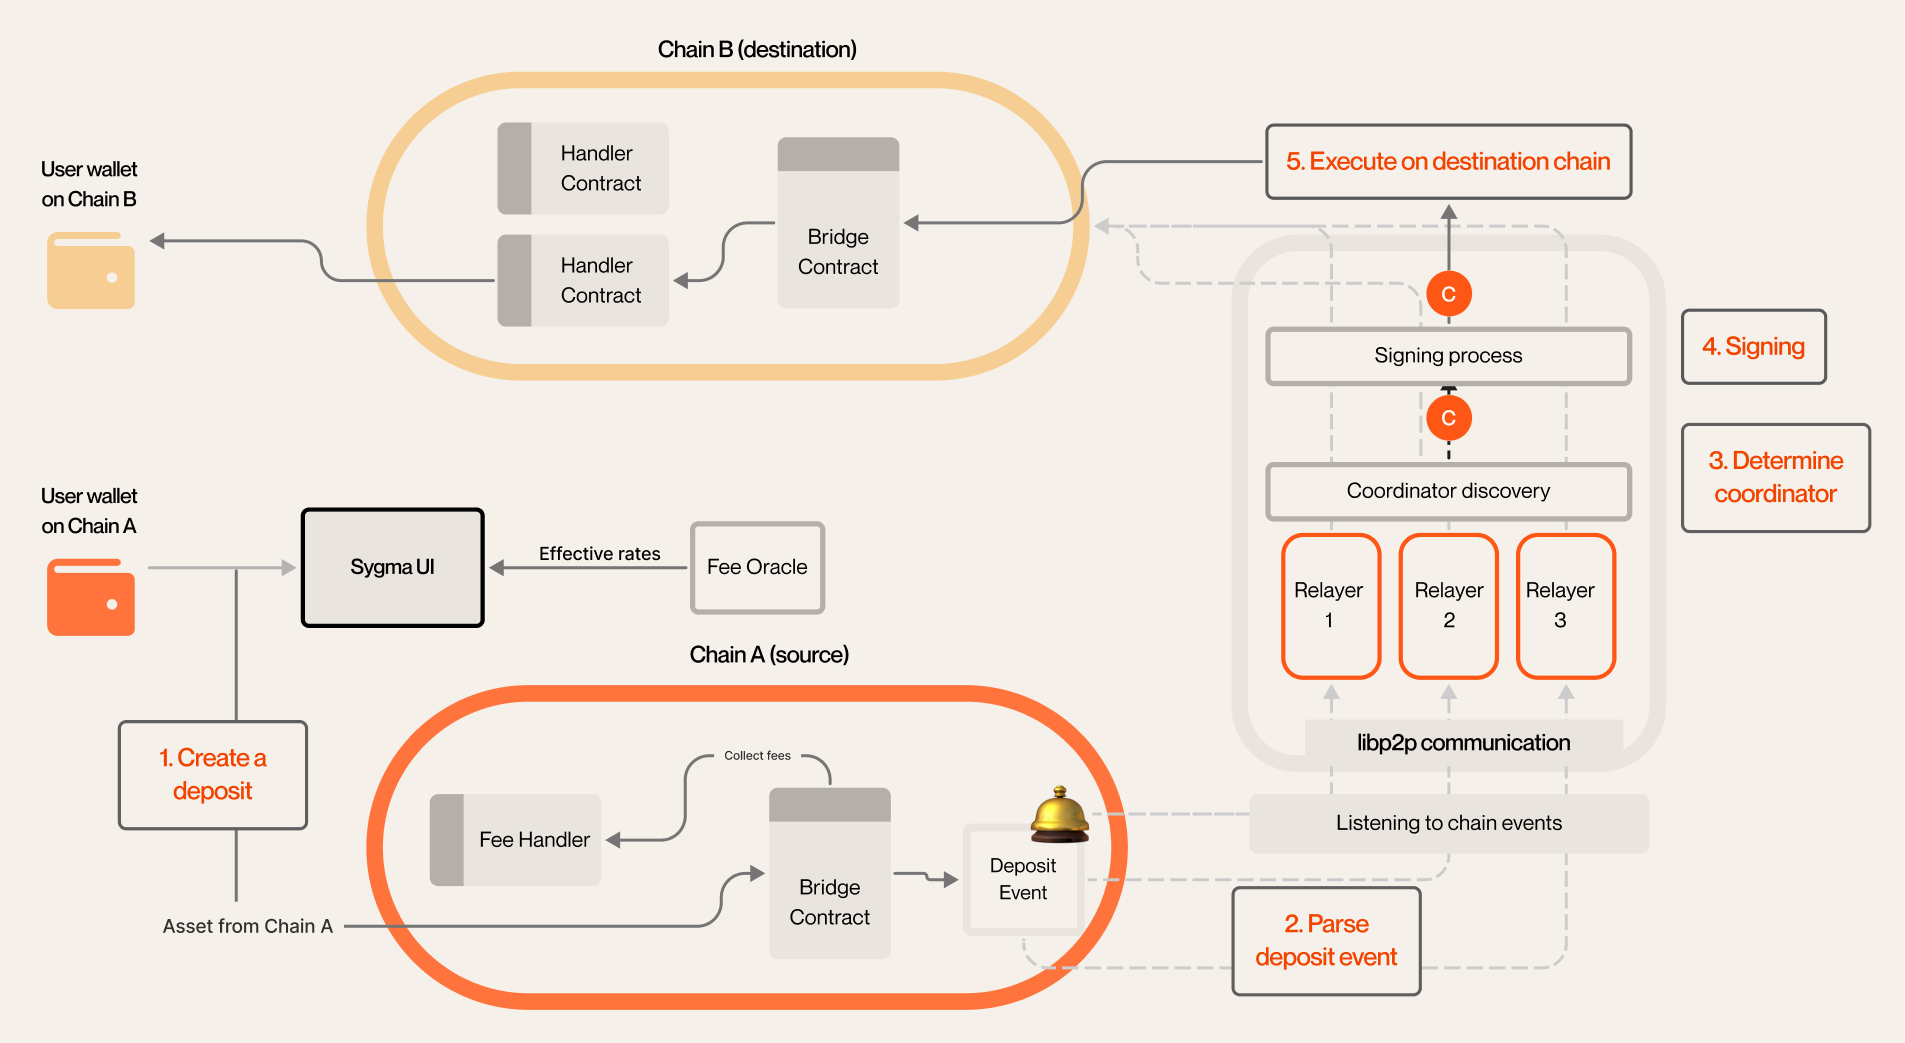 Chain B (destination)
User wallet
on Chain B
Handler
Contract
Handler
Contract
Bridge
Contract
5. Execute on destination chain
C
Signing process
4. Signing
C
3. Determine
coordinator
Coordinator discovery
Relayer
1
Relayer
2
Relayer
3
libp2p communication
Listening to chain events
User wallet
on Chain A
Sygma UI
Effective rates
Fee Oracle
Chain A (source)
1. Create a
deposit
Asset from Chain A
Collect fees
Fee Handler
Bridge
Contract
Deposit
Event
2. Parse
deposit event